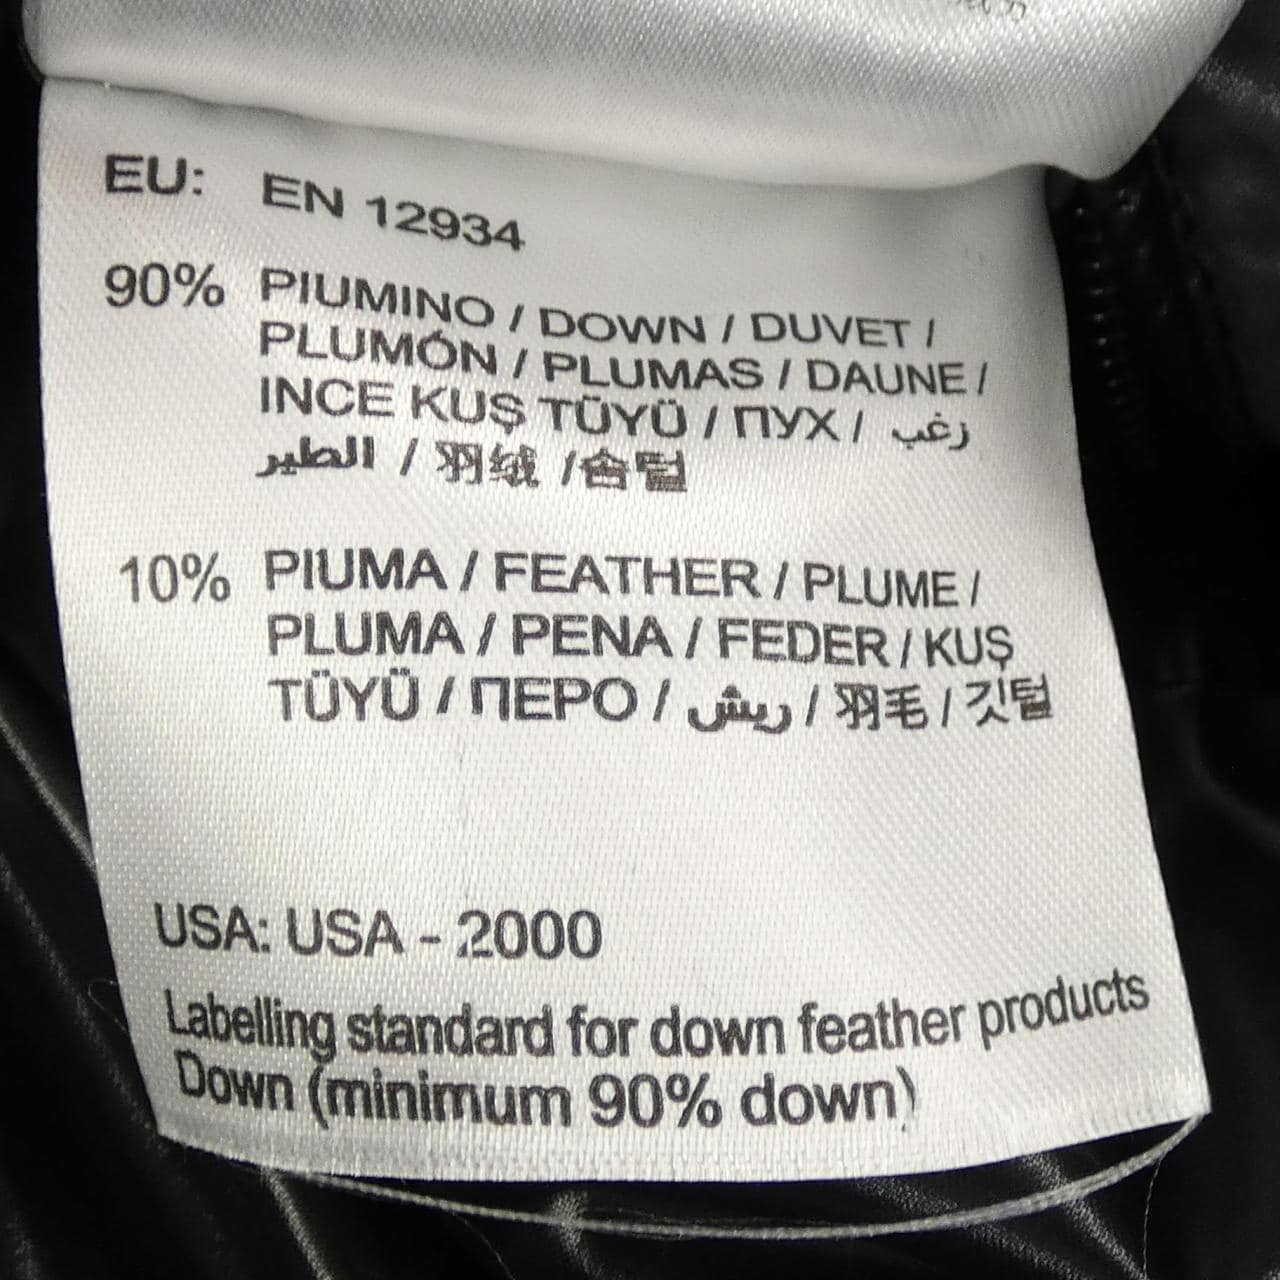 EU: EN 12934
90% PIUMINO / DOWN / DUVET /
PLUMÓN / PLUMAS / DAUNE /
INCE KUŞ TÜYÜ / ПУХ / زغب
الطير / 羽绒 / 솜털
10% PIUMA / FEATHER / PLUME /
PLUMA / PENA / FEDER / KUŞ
TÜYÜ / ПЕРО / ريش / 羽毛 / 깃털
USA: USA - 2000
Labelling standard for down feather products
Down (minimum 90% down)